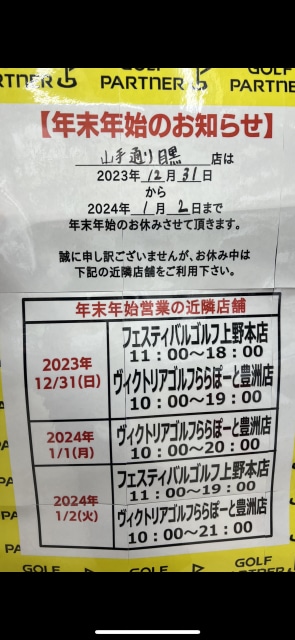 GOLF
PARTNER
PARTNER
GOLF
PARTNER
【年末年始のお知らせ】
山手通り目黒 店は
2023年12月31日
から
2024年1月2日まで
年末年始のお休みさせて頂きます。
誠に申し訳ございませんが、お休み中は
下記の近隣店舗をご利用下さい。
年末年始営業の近隣店舗
2023年
12/31(日)
フェスティバルゴルフ上野本店
11：00～18：00
ヴィクトリアゴルフららぽーと豊洲店
10：00～19：00
2024年
1/1(月)
ヴィクトリアゴルフららぽーと豊洲店
10：00～20：00
2024年
1/2(火)
フェスティバルゴルフ上野本店
11：00～19：00
ヴィクトリアゴルフららぽーと豊洲店
10：00～21：00
GOLF
PARTNER
GOLF
PARTNER